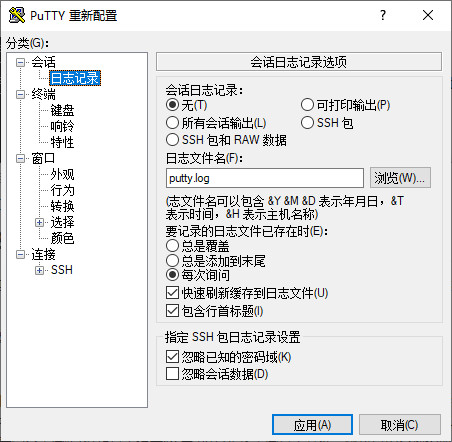 PuTTY 重新配置
?
分类(G):
会话
日志记录
终端
键盘
响铃
特性
窗口
外观
行为
转换
选择
颜色
连接
SSH
会话日志记录选项
会话日志记录：
无(T)
可打印输出(P)
所有会话输出(L)
SSH 包
SSH 包和 RAW 数据
日志文件名(F):
putty.log
浏览(W)...
(志文件名可以包含 &Y &M &D 表示年月日，&T
表示时间，&H 表示主机名称)
要记录的日志文件已存在时(E):
总是覆盖
总是添加到末尾
每次询问
快速刷新缓存到日志文件(U)
包含行首标题(I)
指定 SSH 包日志记录设置
忽略已知的密码域(K)
忽略会话数据(D)
应用(A)
取消(C)